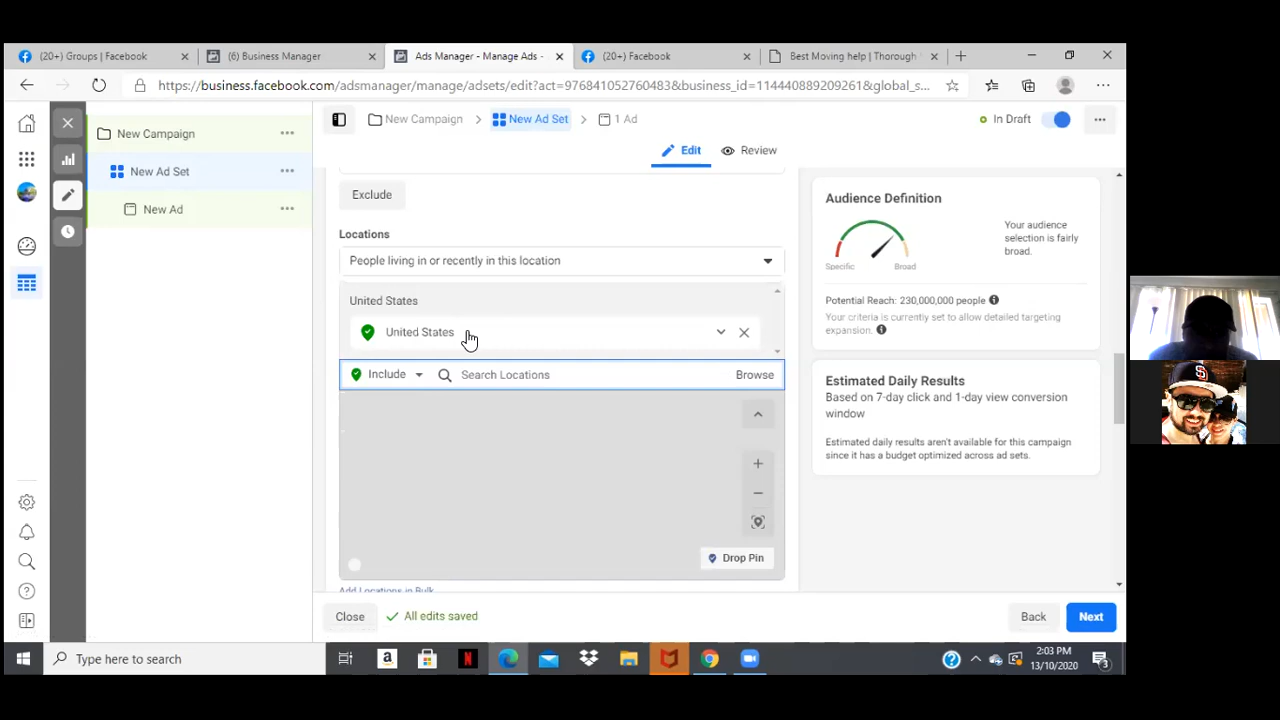 (20+) Groups | Facebook
(6) Business Manager
Ads Manager - Manage Ads -
(20+) Facebook
Best Moving help | Thorough
https://business.facebook.com/adsmanager/manage/adsets/edit?act=976841052760483&business_id=114440889209261&global_s...
New Campaign
New Ad Set
New Ad
New Campaign > New Ad Set > 1 Ad
In Draft
Edit
Review
Exclude
Locations
People living in or recently in this location
United States
United States
Include
Search Locations
Browse
Drop Pin
Add Locations in Bulk
Audience Definition
Your audience
selection is fairly
broad.
Specific
Broad
Potential Reach: 230,000,000 people
Your criteria is currently set to allow detailed targeting
expansion.
Estimated Daily Results
Based on 7-day click and 1-day view conversion
window
Estimated daily results aren't available for this campaign
since it has a budget optimized across ad sets.
Close
All edits saved
Back
Next
Type here to search
2:03 PM
13/10/2020
3